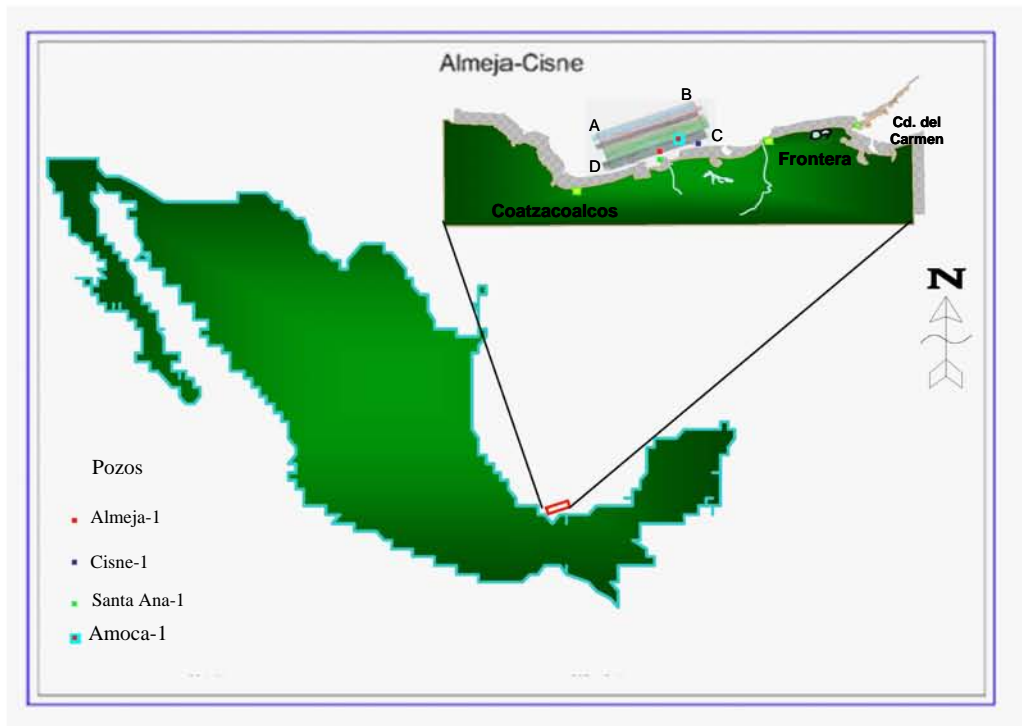 Almeja-Cisne
B
A
C
D
Cd. del
Carmen
Frontera
Coatzacoalcos
N
Pozos
Almeja-1
Cisne-1
Santa Ana-1
Amoca-1